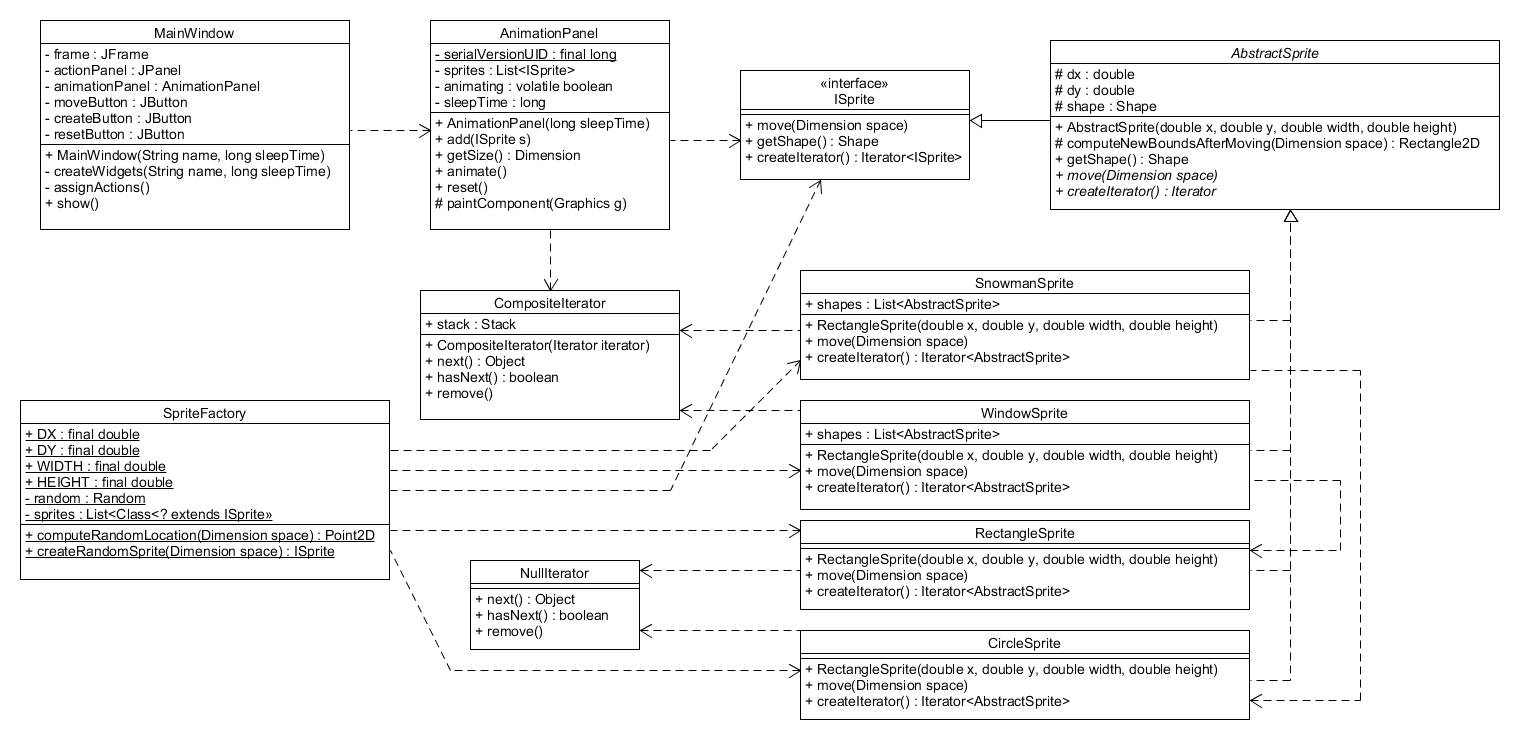 MainWindow
- frame : JFrame
- actionPanel : JPanel
- animationPanel : AnimationPanel
- moveButton : JButton
- createButton : JButton
- resetButton : JButton
+ MainWindow(String name, long sleepTime)
- createWidgets(String name, long sleepTime)
- assignActions()
+ show()
AnimationPanel
- serialVersionUID : final long
- sprites : List<ISprite>
- animating : volatile boolean
- sleepTime : long
+ AnimationPanel(long sleepTime)
+ add(ISprite s)
+ getSize() : Dimension
+ animate()
+ reset()
# paintComponent(Graphics g)
«interface»
ISprite
+ move(Dimension space)
+ getShape() : Shape
+ createIterator() : Iterator<ISprite>
AbstractSprite
# dx : double
# dy : double
# shape : Shape
+ AbstractSprite(double x, double y, double width, double height)
# computeNewBoundsAfterMoving(Dimension space) : Rectangle2D
+ getShape() : Shape
+ move(Dimension space)
+ createIterator() : Iterator
CompositeIterator
+ stack : Stack
+ CompositeIterator(Iterator iterator)
+ next() : Object
+ hasNext() : boolean
+ remove()
SnowmanSprite
+ shapes : List<AbstractSprite>
+ RectangleSprite(double x, double y, double width, double height)
+ move(Dimension space)
+ createIterator() : Iterator<AbstractSprite>
SpriteFactory
+ DX : final double
+ DY : final double
+ WIDTH : final double
+ HEIGHT : final double
- random : Random
- sprites : List<Class<? extends ISprite»
+ computeRandomLocation(Dimension space) : Point2D
+ createRandomSprite(Dimension space) : ISprite
WindowSprite
+ shapes : List<AbstractSprite>
+ RectangleSprite(double x, double y, double width, double height)
+ move(Dimension space)
+ createIterator() : Iterator<AbstractSprite>
RectangleSprite
+ RectangleSprite(double x, double y, double width, double height)
+ move(Dimension space)
+ createIterator() : Iterator<AbstractSprite>
NullIterator
+ next() : Object
+ hasNext() : boolean
+ remove()
CircleSprite
+ RectangleSprite(double x, double y, double width, double height)
+ move(Dimension space)
+ createIterator() : Iterator<AbstractSprite>